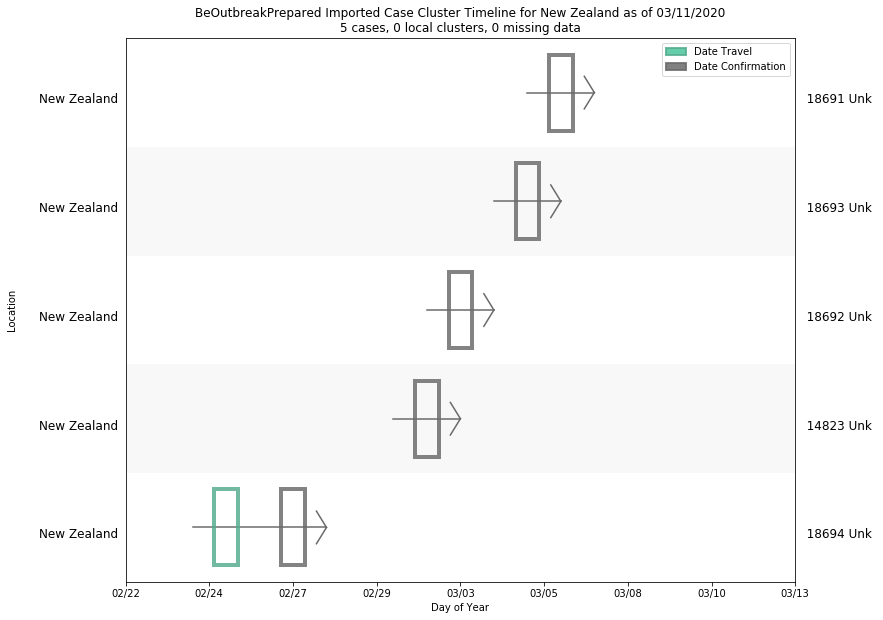 BeOutbreakPrepared Imported Case Cluster Timeline for New Zealand as of 03/11/2020
5 cases, 0 local clusters, 0 missing data
Date Travel
Date Confirmation
New Zealand
18691 Unk
New Zealand
18693 Unk
New Zealand
18692 Unk
New Zealand
14823 Unk
New Zealand
18694 Unk
Location
02/22 02/24 02/27 02/29 03/03 03/05 03/08 03/10 03/13
Day of Year